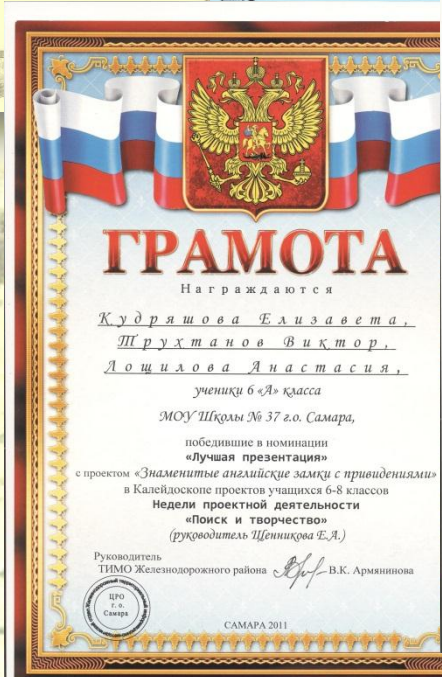 ГРАМОТА
Награждаются
Кудряшова Елизавета,
Трухтанов Виктор,
Лощилова Анастасия,
ученики 6 «А» класса
МОУ Школы № 37 г.о. Самара,
победившие в номинации
«Лучшая презентация»
с проектом «Знаменитые английские замки с привидениями»
в Калейдоскопе проектов учащихся 6-8 классов
Недели проектной деятельности
«Поиск и творчество»
(руководитель Щенникова Е.А.)
Руководитель
ТИМО Железнодорожного района В.К. Армянинова
ЦРО
г. о.
Самара
САМАРА 2011